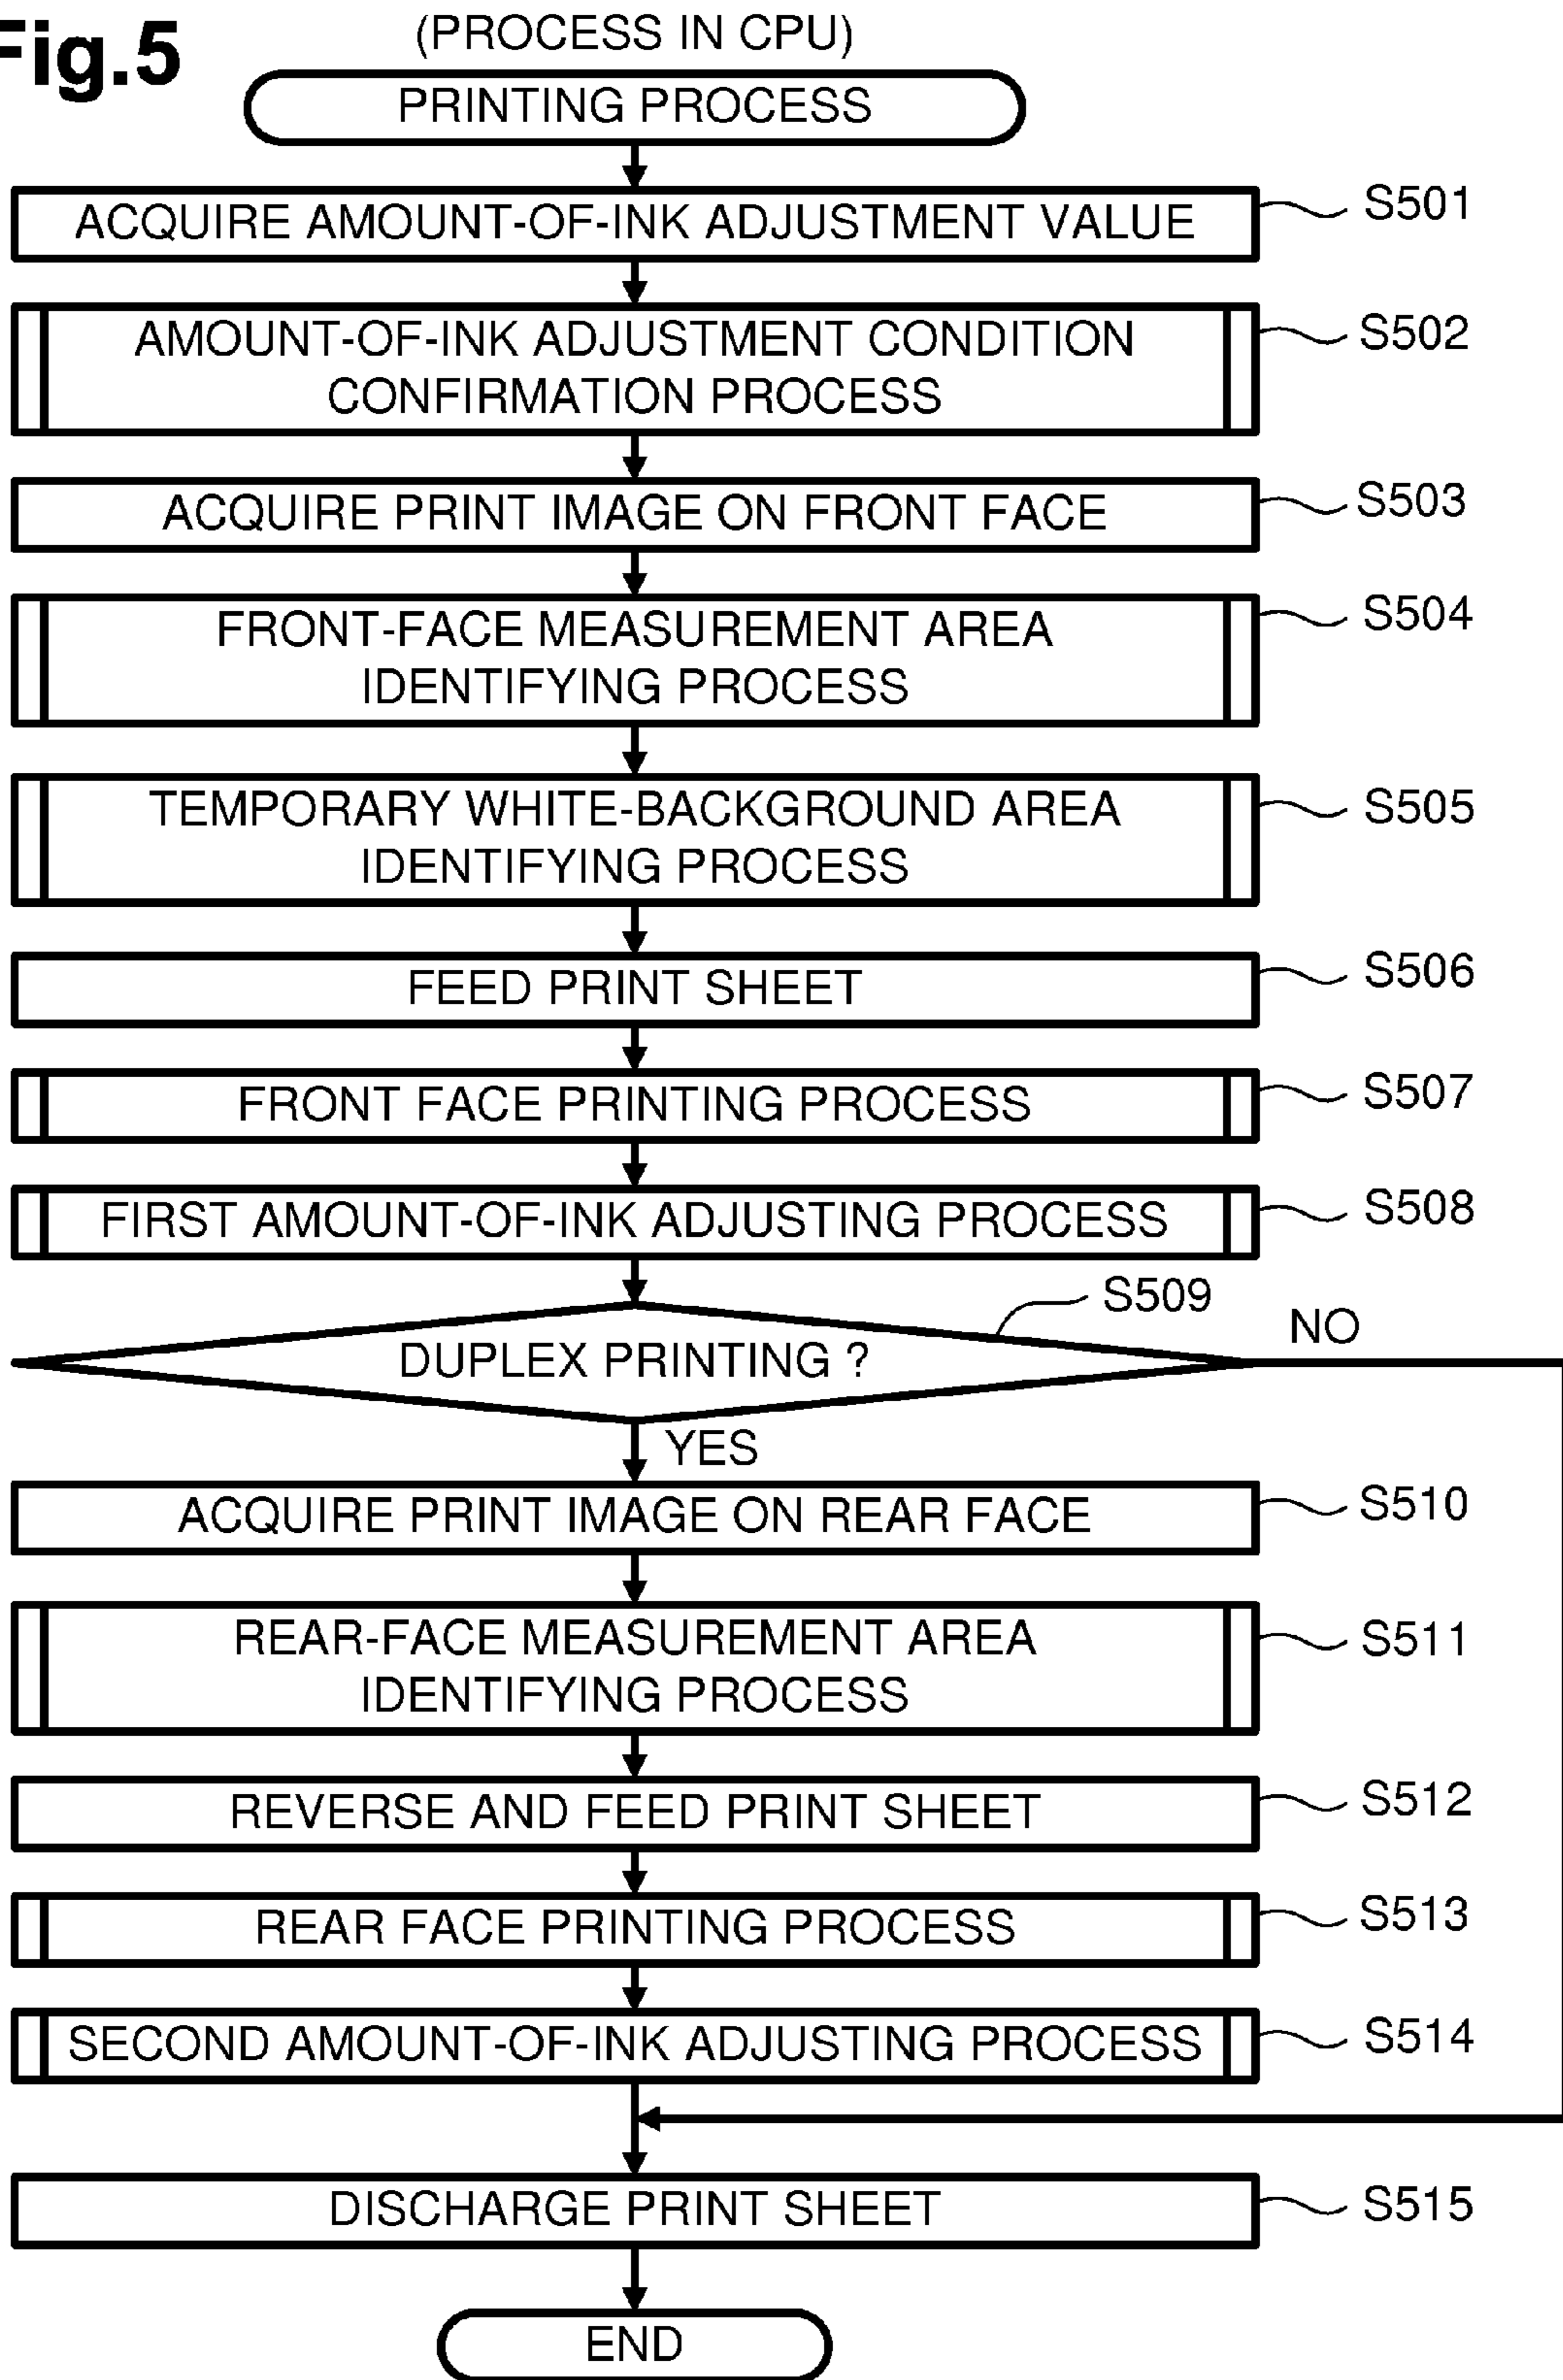 Fig.5
(PROCESS IN CPU)
PRINTING PROCESS
ACQUIRE AMOUNT-OF-INK ADJUSTMENT VALUE
S501
AMOUNT-OF-INK ADJUSTMENT CONDITION
CONFIRMATION PROCESS
S502
ACQUIRE PRINT IMAGE ON FRONT FACE
S503
FRONT-FACE MEASUREMENT AREA
IDENTIFYING PROCESS
S504
TEMPORARY WHITE-BACKGROUND AREA
IDENTIFYING PROCESS
S505
FEED PRINT SHEET
S506
FRONT FACE PRINTING PROCESS
S507
FIRST AMOUNT-OF-INK ADJUSTING PROCESS
S508
DUPLEX PRINTING ?
S509
NO
YES
ACQUIRE PRINT IMAGE ON REAR FACE
S510
REAR-FACE MEASUREMENT AREA
IDENTIFYING PROCESS
S511
REVERSE AND FEED PRINT SHEET
S512
REAR FACE PRINTING PROCESS
S513
SECOND AMOUNT-OF-INK ADJUSTING PROCESS
S514
DISCHARGE PRINT SHEET
S515
END